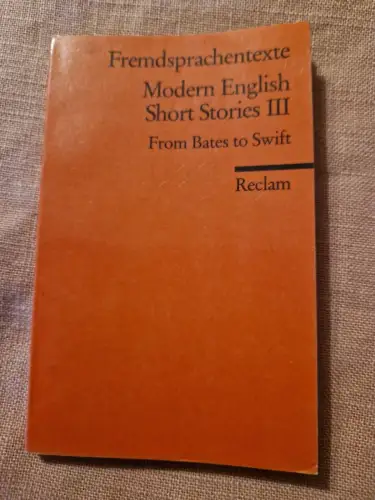 Fremdsprachentexte
Modern English
Short Stories III
From Bates to Swift
Reclam